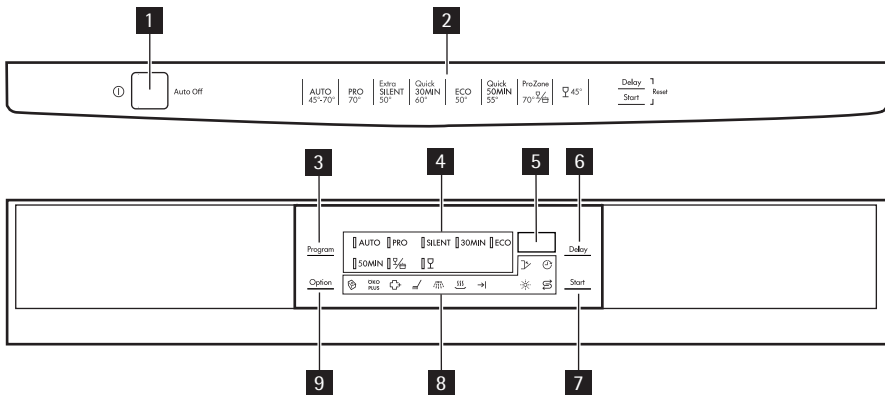 1
2
Auto Off
AUTO
45°-70°
PRO
70°
Extra
SILENT
50°
Quick
30MIN
60°
ECO
50°
Quick
50MIN
55°
ProZone
70°
45°
Delay
Start
Reset
3
4
5
6
Program
AUTO PRO SILENT 30MIN ECO
Delay
50MIN
Option
ÖKO
PLUS
Start
9
8
7